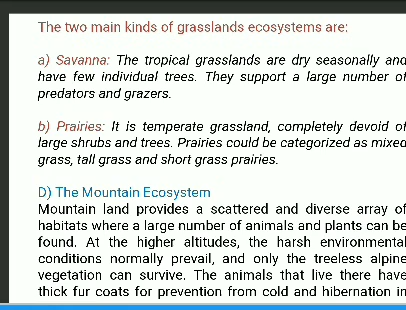 The two main kinds of grasslands ecosystems are:
a) Savanna: The tropical grasslands are dry seasonally and
have few individual trees. They support a large number of
predators and grazers.
b) Prairies: It is temperate grassland, completely devoid of
large shrubs and trees. Prairies could be categorized as mixed
grass, tall grass and short grass prairies.
D) The Mountain Ecosystem
Mountain land provides a scattered and diverse array of
habitats where a large number of animals and plants can be
found. At the higher altitudes, the harsh environmental
conditions normally prevail, and only the treeless alpine
vegetation can survive. The animals that live there have
thick fur coats for prevention from cold and hibernation in